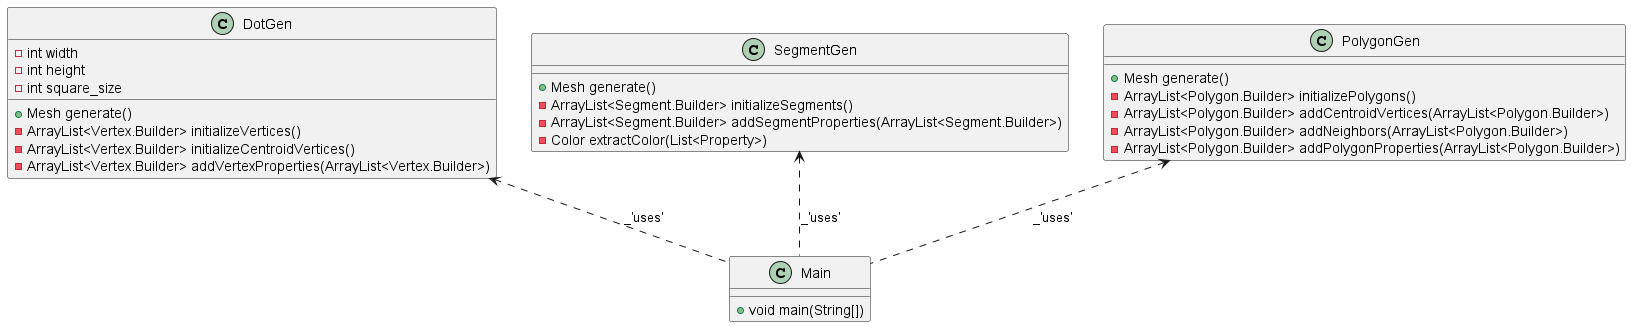 C DotGen
int width
int height
int square_size
Mesh generate()
ArrayList<Vertex.Builder> initializeVertices()
ArrayList<Vertex.Builder> initializeCentroidVertices()
ArrayList<Vertex.Builder> addVertexProperties(ArrayList<Vertex.Builder>)
C SegmentGen
Mesh generate()
ArrayList<Segment.Builder> initializeSegments()
ArrayList<Segment.Builder> addSegmentProperties(ArrayList<Segment.Builder>)
Color extractColor(List<Property>)
C PolygonGen
Mesh generate()
ArrayList<Polygon.Builder> initializePolygons()
ArrayList<Polygon.Builder> addCentroidVertices(ArrayList<Polygon.Builder>)
ArrayList<Polygon.Builder> addNeighbors(ArrayList<Polygon.Builder>)
ArrayList<Polygon.Builder> addPolygonProperties(ArrayList<Polygon.Builder>)
_'uses'
_'uses'
_'uses'
C Main
void main(String[])